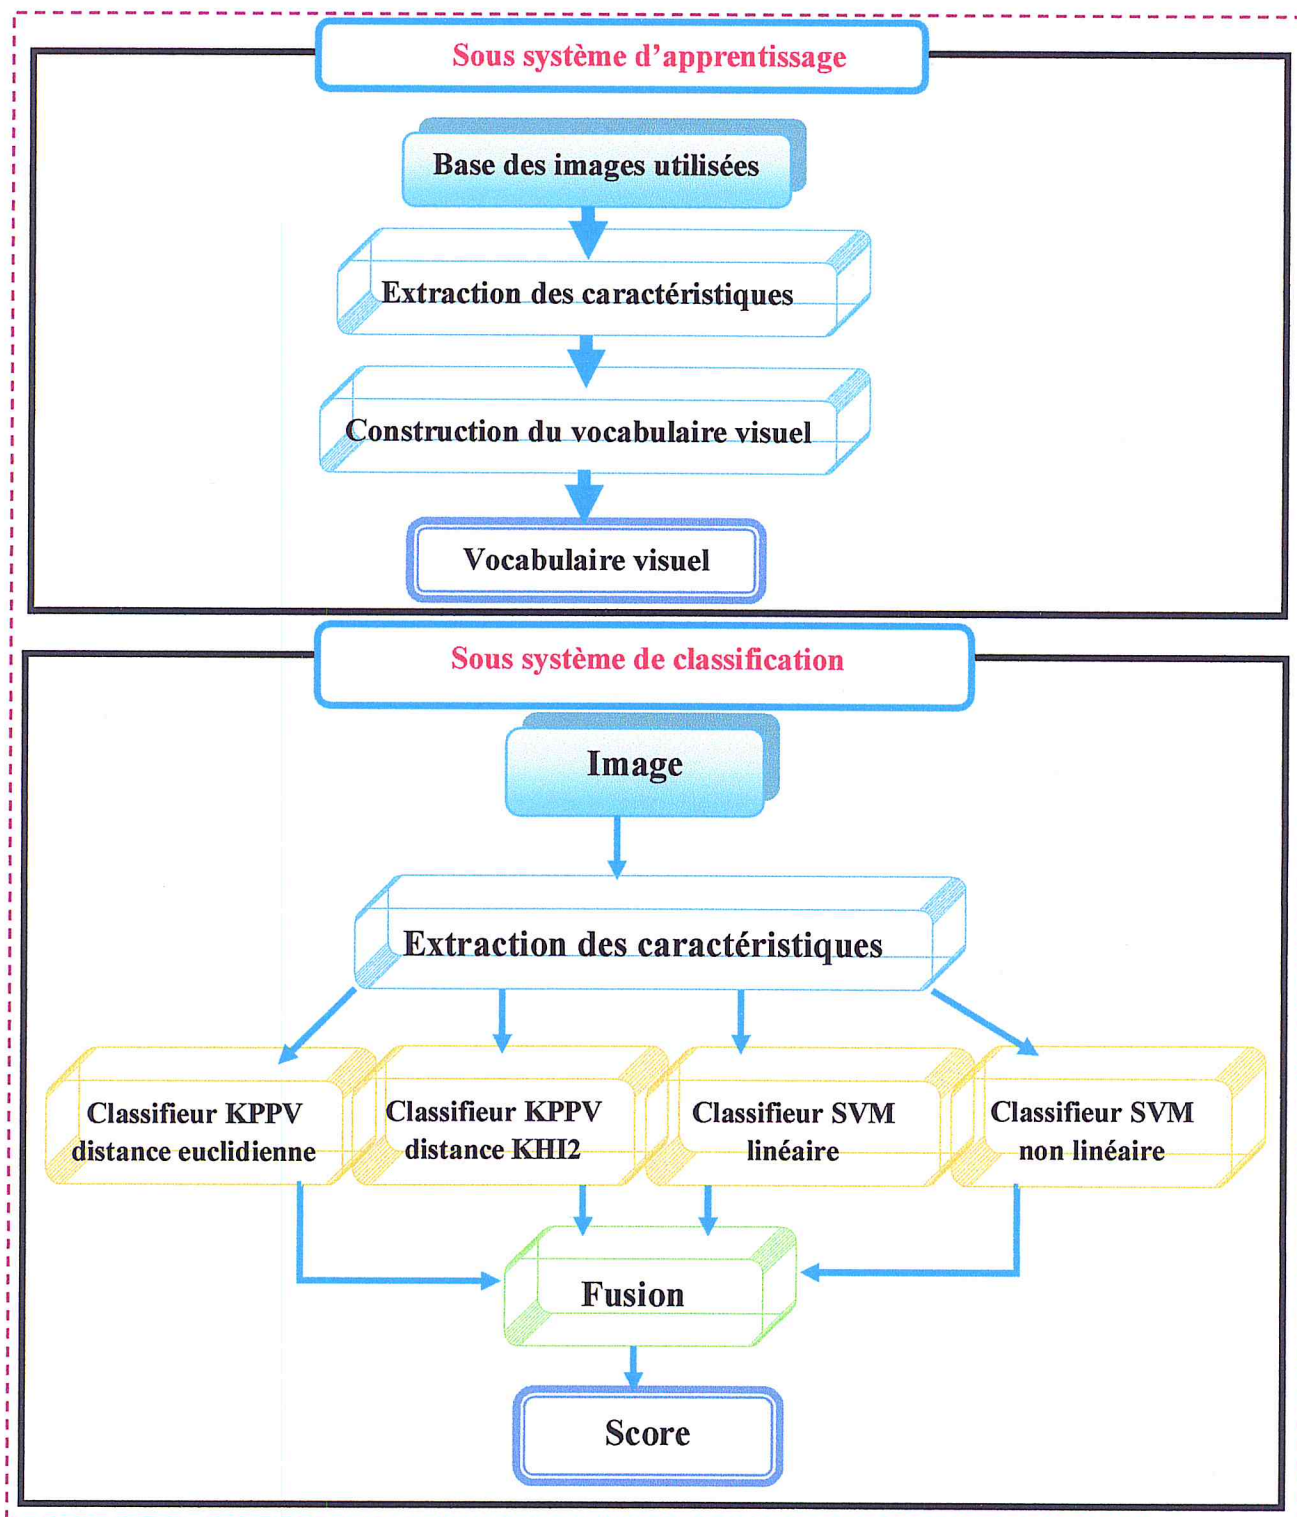 Sous système d’apprentissage
Base des images utilisées
Extraction des caractéristiques
Construction du vocabulaire visuel
Vocabulaire visuel
Sous système de classification
Image
Extraction des caractéristiques
Classifieur KPPV
distance euclidienne
Classifieur KPPV
distance KHI2
Classifieur SVM
linéaire
Classifieur SVM
non linéaire
Fusion
Score